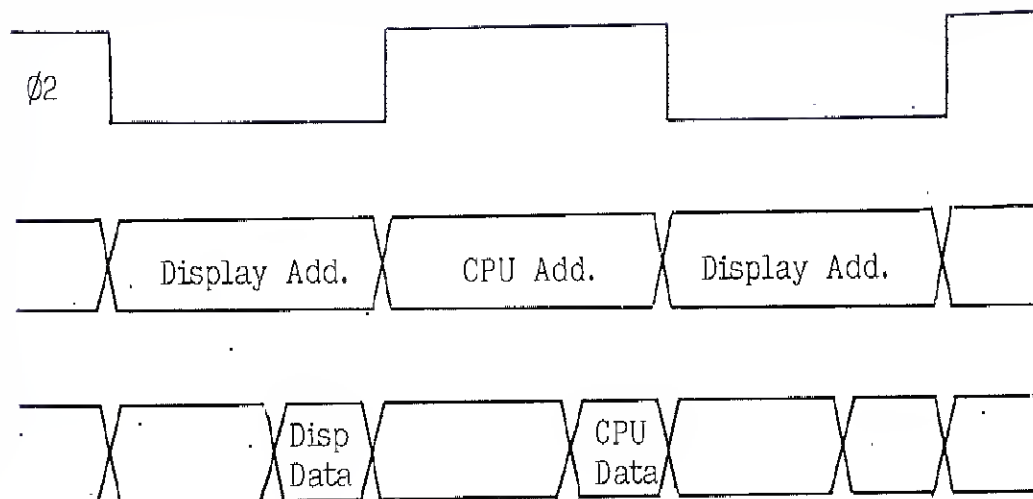 Ø2
Display Add.
CPU Add.
Display Add.
Disp
Data
CPU
Data